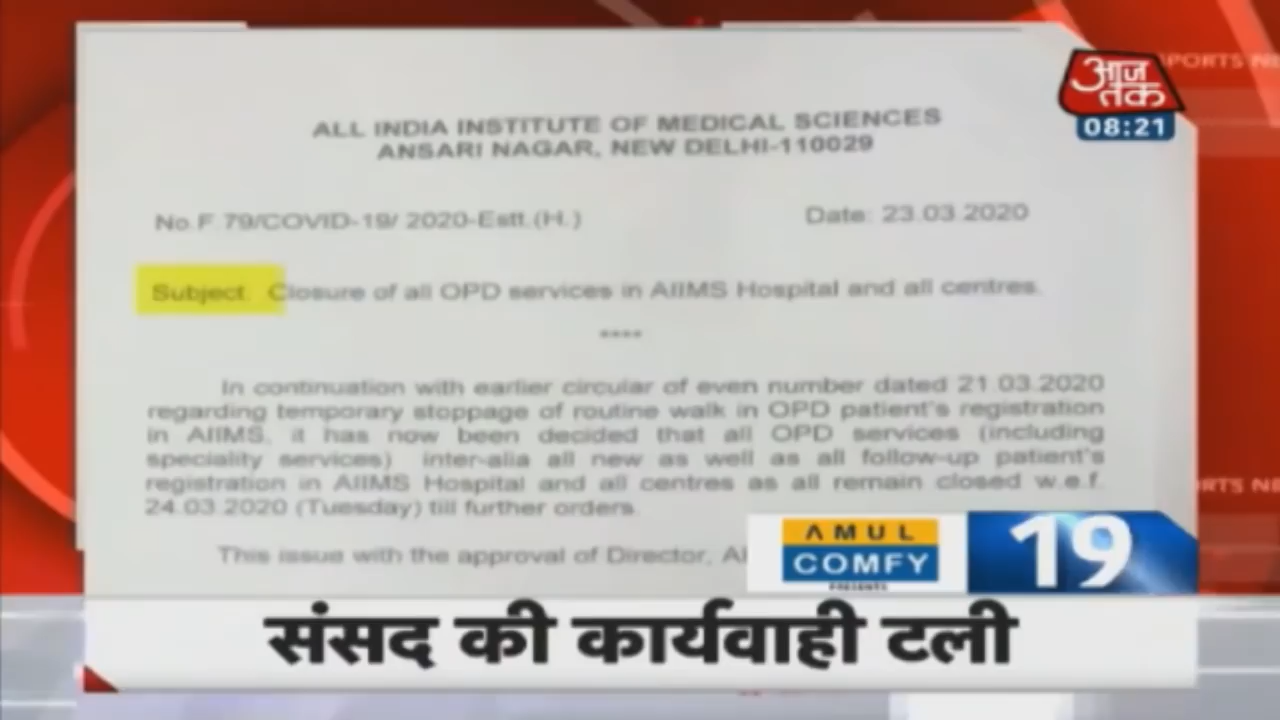 PORTS NE
आज
तक
08:21
ALL INDIA INSTITUTE OF MEDICAL SCIENCES
ANSARI NAGAR, NEW DELHI-110029
No.F.79/COVID-19/ 2020-Estt.(H.)
Date: 23.03.2020
Subject: Closure of all OPD services in AIIMS Hospital and all centres.
****
In continuation with earlier circular of even number dated 21.03.2020
regarding temporary stoppage of routine walk in OPD patient's registration
in AIIMS, it has now been decided that all OPD services (including
speciality services) inter-alia all new as well as all follow-up patient's
registration in AIIMS Hospital and all centres as all remain closed w.e.f.
24.03.2020 (Tuesday) till further orders.
RTS NE
This issue with the approval of Director, AI
AMUL
COMFY
PRESENTS
19
संसद की कार्यवाही टली